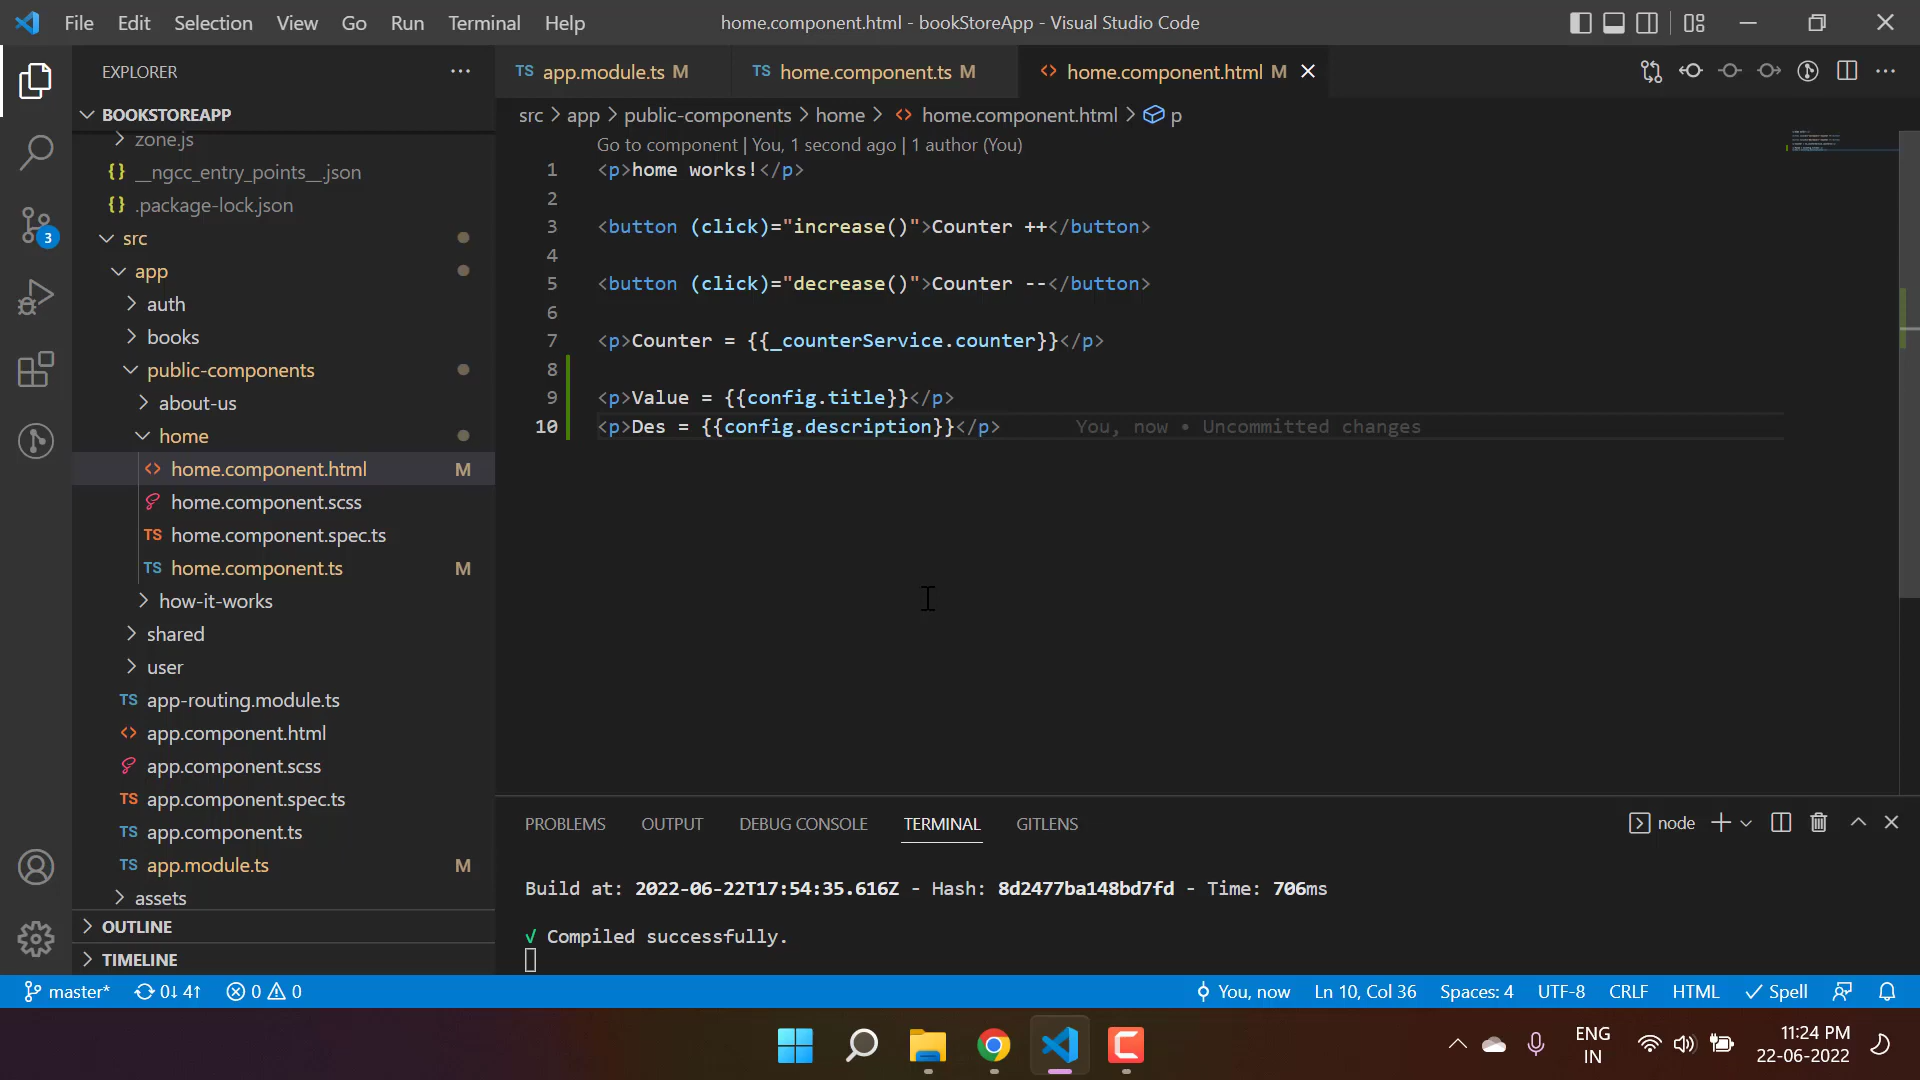 File Edit Selection View Go Run Terminal Help
home.component.html - bookStoreApp - Visual Studio Code
EXPLORER
BOOKSTOREAPP
zone.js
{} __ngcc_entry_points__.json
{} .package-lock.json
src
app
auth
books
public-components
about-us
home
home.component.html M
home.component.scss
TS home.component.spec.ts
TS home.component.ts M
how-it-works
shared
user
TS app-routing.module.ts
app.component.html
app.component.scss
TS app.component.spec.ts
TS app.component.ts
TS app.module.ts M
assets
OUTLINE
TIMELINE
3
TS app.module.ts M
TS home.component.ts M
home.component.html M
src > app > public-components > home > home.component.html > p
Go to component | You, 1 second ago | 1 author (You)
1 <p>home works!</p>
2
3 <button (click)="increase()">Counter ++</button>
4
5 <button (click)="decrease()">Counter --</button>
6
7 <p>Counter = {{_counterService.counter}}</p>
8
9 <p>Value = {{config.title}}</p>
10 <p>Des = {{config.description}}</p> You, now • Uncommitted changes
PROBLEMS OUTPUT DEBUG CONSOLE TERMINAL GITLENS
node
Build at: 2022-06-22T17:54:35.616Z - Hash: 8d2477ba148bd7fd - Time: 706ms
√ Compiled successfully.
master* 0↓ 4↑ 0 0
You, now Ln 10, Col 36 Spaces: 4 UTF-8 CRLF HTML Spell
ENG
IN
11:24 PM
22-06-2022